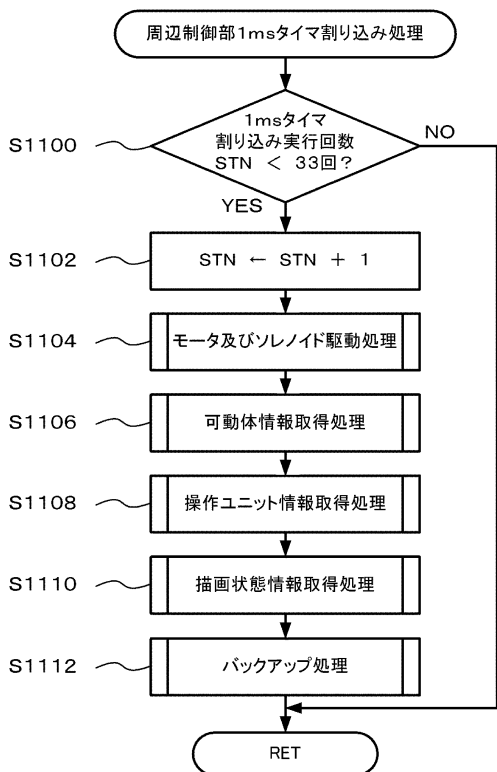 周辺制御部1msタイマ割り込み処理
S1100
1msタイマ
割り込み実行回数
STN < 33回?
NO
YES
S1102
STN ← STN + 1
S1104
モータ及びソレノイド駆動処理
S1106
可動体情報取得処理
S1108
操作ユニット情報取得処理
S1110
描画状態情報取得処理
S1112
バックアップ処理
RET